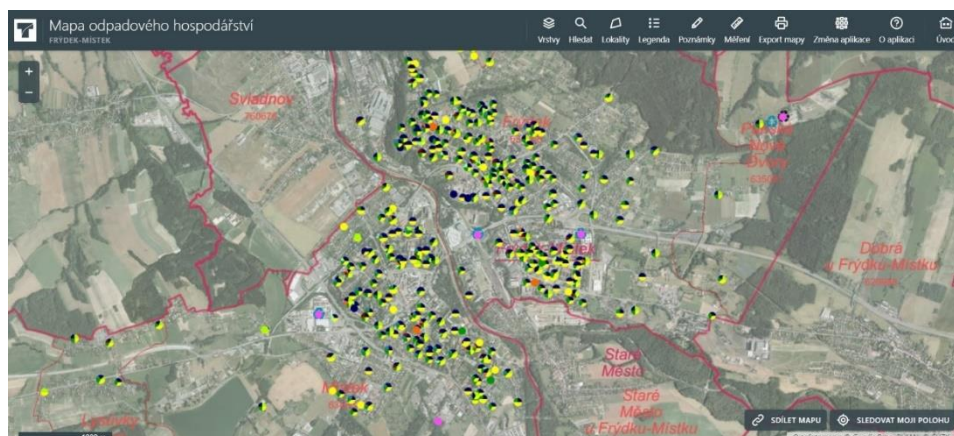 Mapa odpadového hospodářství
FRÝDEK-MÍSTEK
Vrstvy Hledat Lokality Legenda Poznámky Měření Export mapy Změna aplikace O aplikaci Úvod
+
−
Sviadnov
Frýdek
Panské
Nové
Dvory
Dobrá
u Frýdku-Místku
Staré
Město
Místek
Staré
Město
u Frýdku-Místku
Lysůvky
SDÍLET MAPU
SLEDOVAT MOJI POLOHU